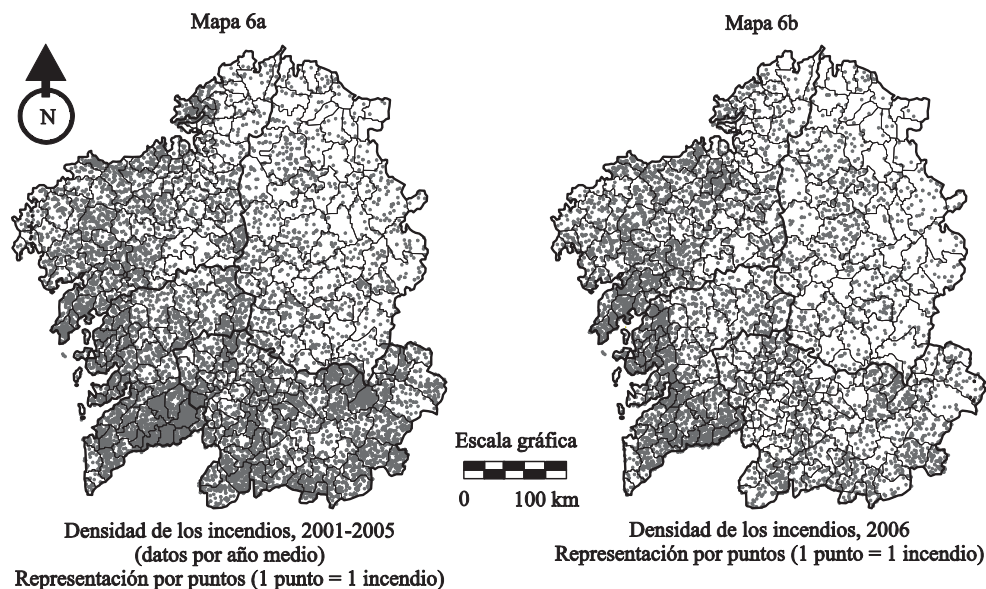 Mapa 6a
Mapa 6b
N
Escala gráfica
0 100 km
Densidad de los incendios, 2001-2005
(datos por año medio)
Representación por puntos (1 punto = 1 incendio)
Densidad de los incendios, 2006
Representación por puntos (1 punto = 1 incendio)